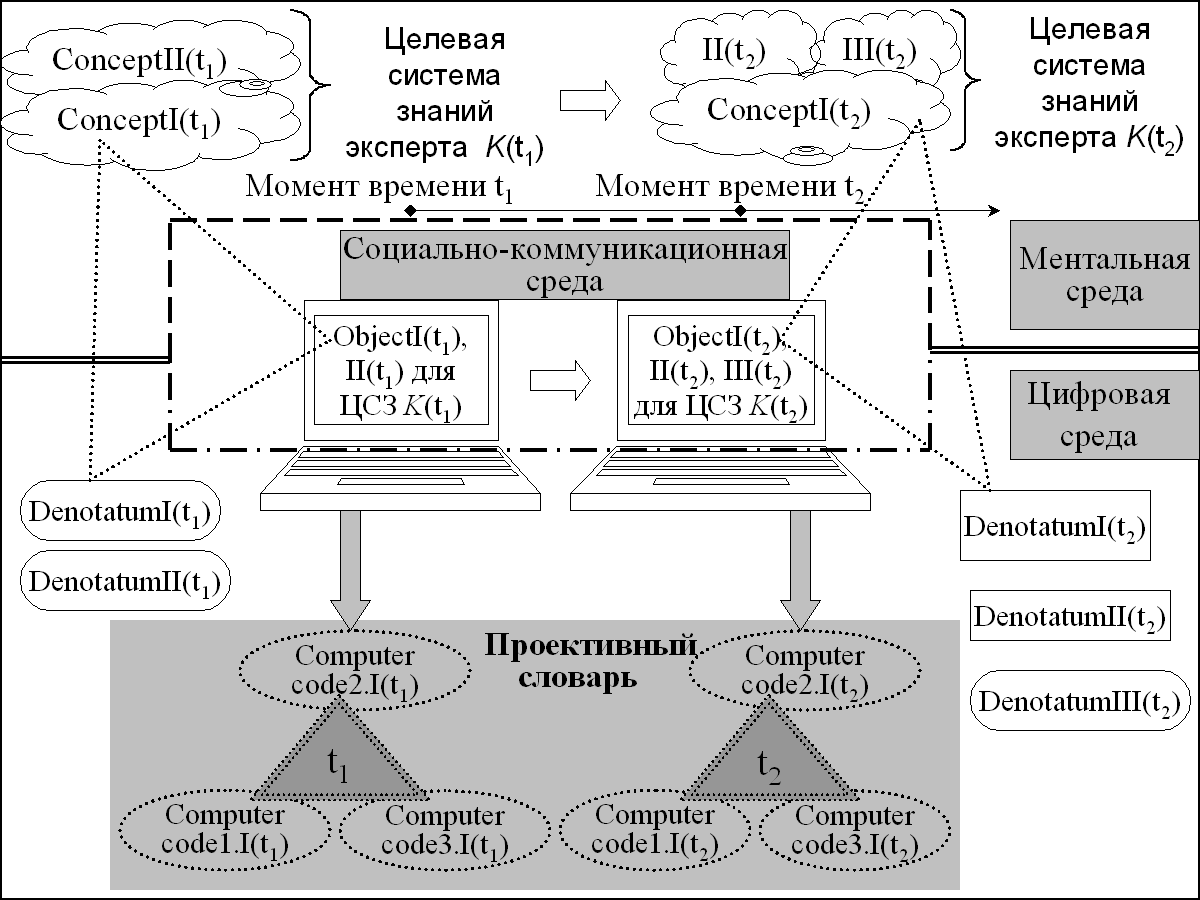 ConceptII(t1)
ConceptI(t1)
Целевая
система
знаний
эксперта K(t1)
II(t2)
III(t2)
ConceptI(t2)
Целевая
система
знаний
эксперта K(t2)
Момент времени t1
Момент времени t2
Социально-коммуникационная
среда
Ментальная
среда
ObjectI(t1),
II(t1) для
ЦСЗ K(t1)
ObjectI(t2),
II(t2), III(t2)
для ЦСЗ K(t2)
Цифровая
среда
DenotatumI(t1)
DenotatumII(t1)
DenotatumI(t2)
DenotatumII(t2)
DenotatumIII(t2)
Проективный
словарь
Computer
code2.I(t1)
Computer
code2.I(t2)
t1
t2
Computer
code1.I(t1)
Computer
code3.I(t1)
Computer
code1.I(t2)
Computer
code3.I(t2)